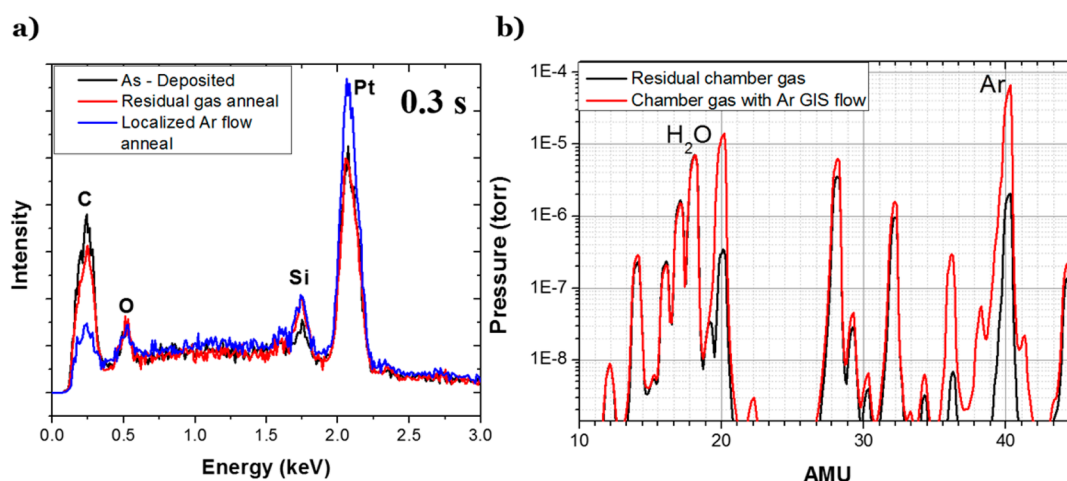 a)
As - Deposited
Residual gas anneal
Localized Ar flow
anneal
0.3 s
C
O
Si
Pt
Intensity
0.0 0.5 1.0 1.5 2.0 2.5 3.0
Energy (keV)
b)
Residual chamber gas
Chamber gas with Ar GIS flow
H₂O
Ar
Pressure (torr)
1E-4
1E-5
1E-6
1E-7
1E-8
10 20 30 40
AMU